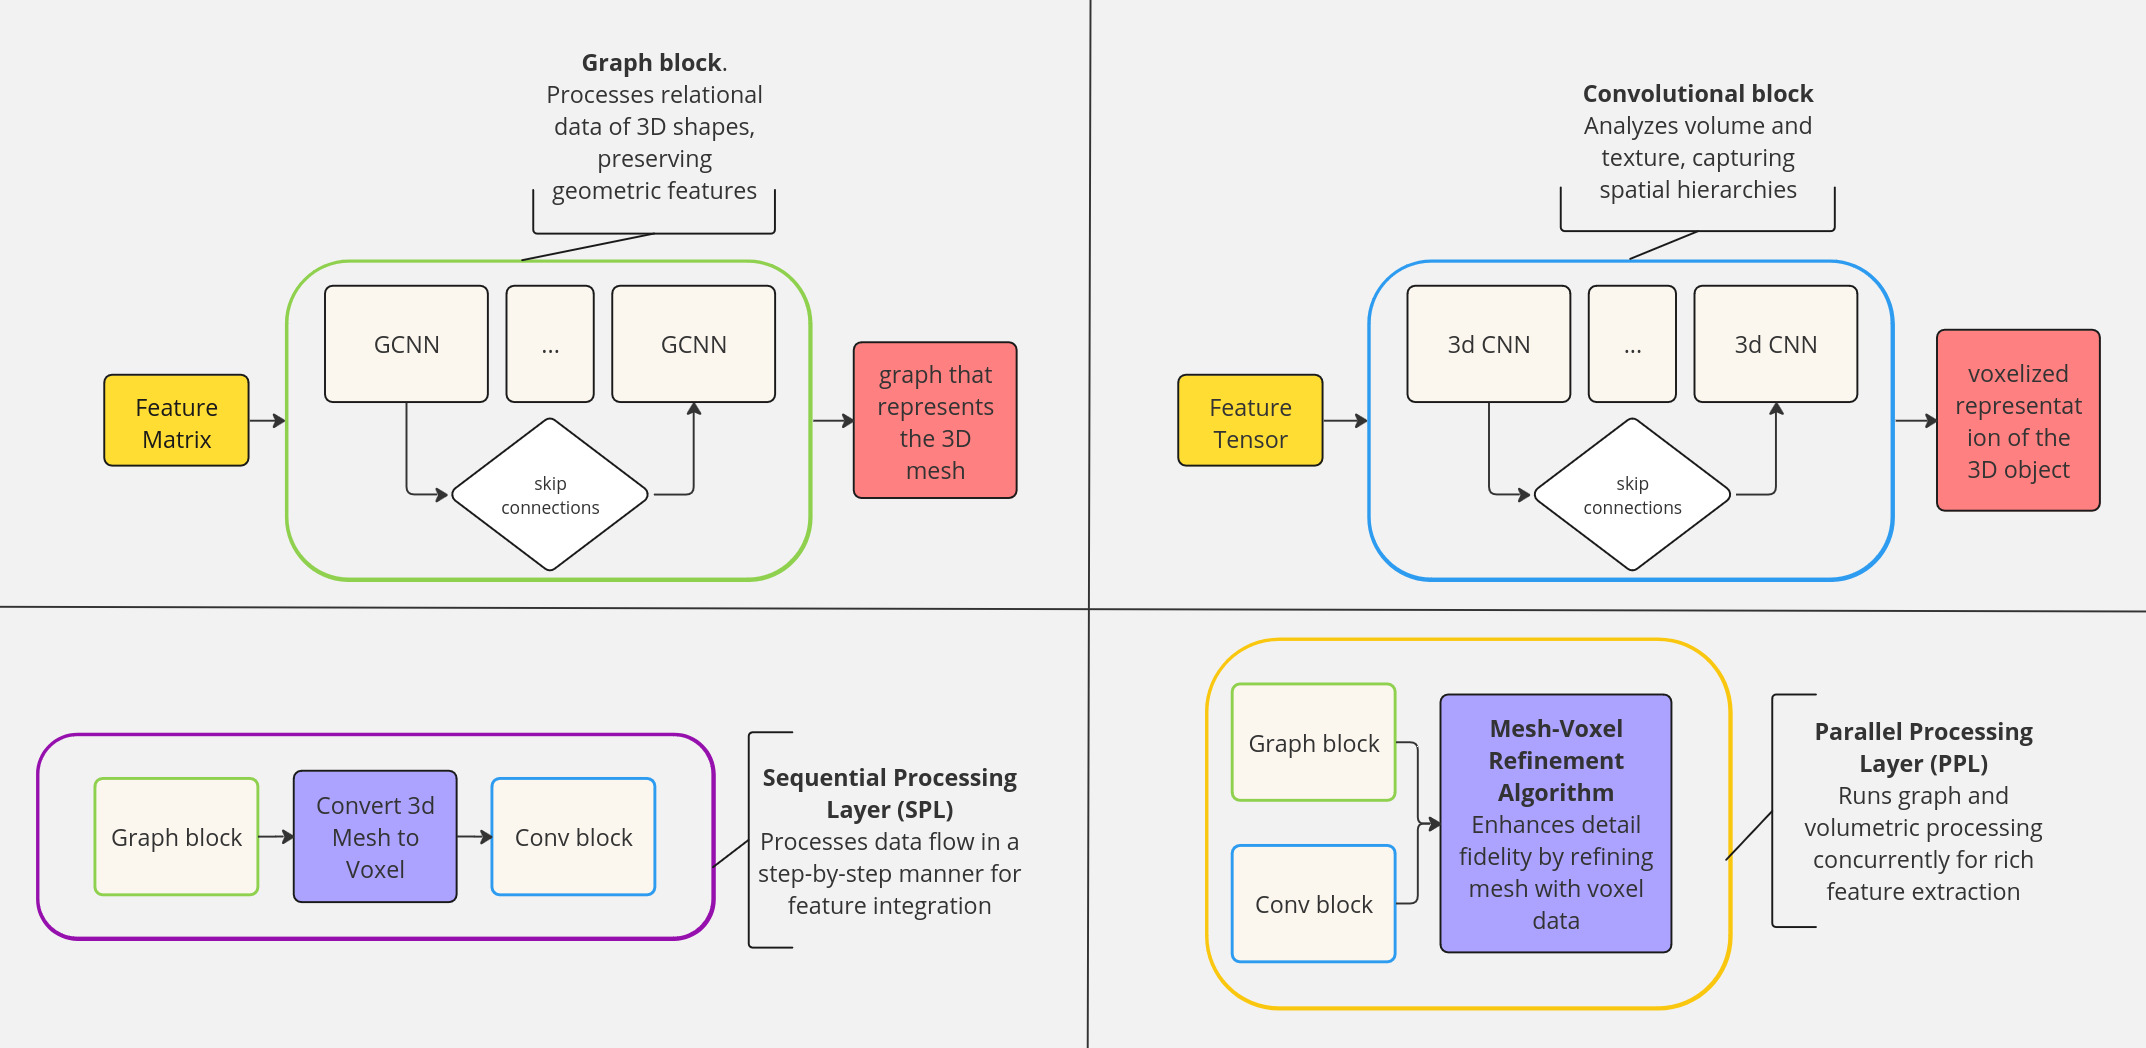 Graph block.
Processes relational
data of 3D shapes,
preserving
geometric features
GCNN
...
GCNN
Feature
Matrix
skip
connections
graph that
represents
the 3D
mesh
Convolutional block
Analyzes volume and
texture, capturing
spatial hierarchies
3d CNN
...
3d CNN
Feature
Tensor
skip
connections
voxelized
representat
ion of the
3D object
Graph block
Convert 3d
Mesh to
Voxel
Conv block
Sequential Processing
Layer (SPL)
Processes data flow in a
step-by-step manner for
feature integration
Graph block
Conv block
Mesh-Voxel
Refinement
Algorithm
Enhances detail
fidelity by refining
mesh with voxel
data
Parallel Processing
Layer (PPL)
Runs graph and
volumetric processing
concurrently for rich
feature extraction